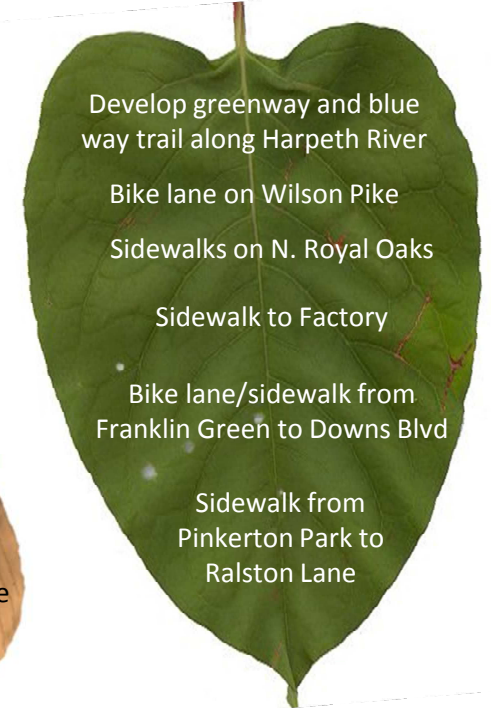 Develop greenway and blue
way trail along Harpeth River
Bike lane on Wilson Pike
Sidewalks on N. Royal Oaks
Sidewalk to Factory
Bike lane/sidewalk from
Franklin Green to Downs Blvd
Sidewalk from
Pinkerton Park to
Ralston Lane